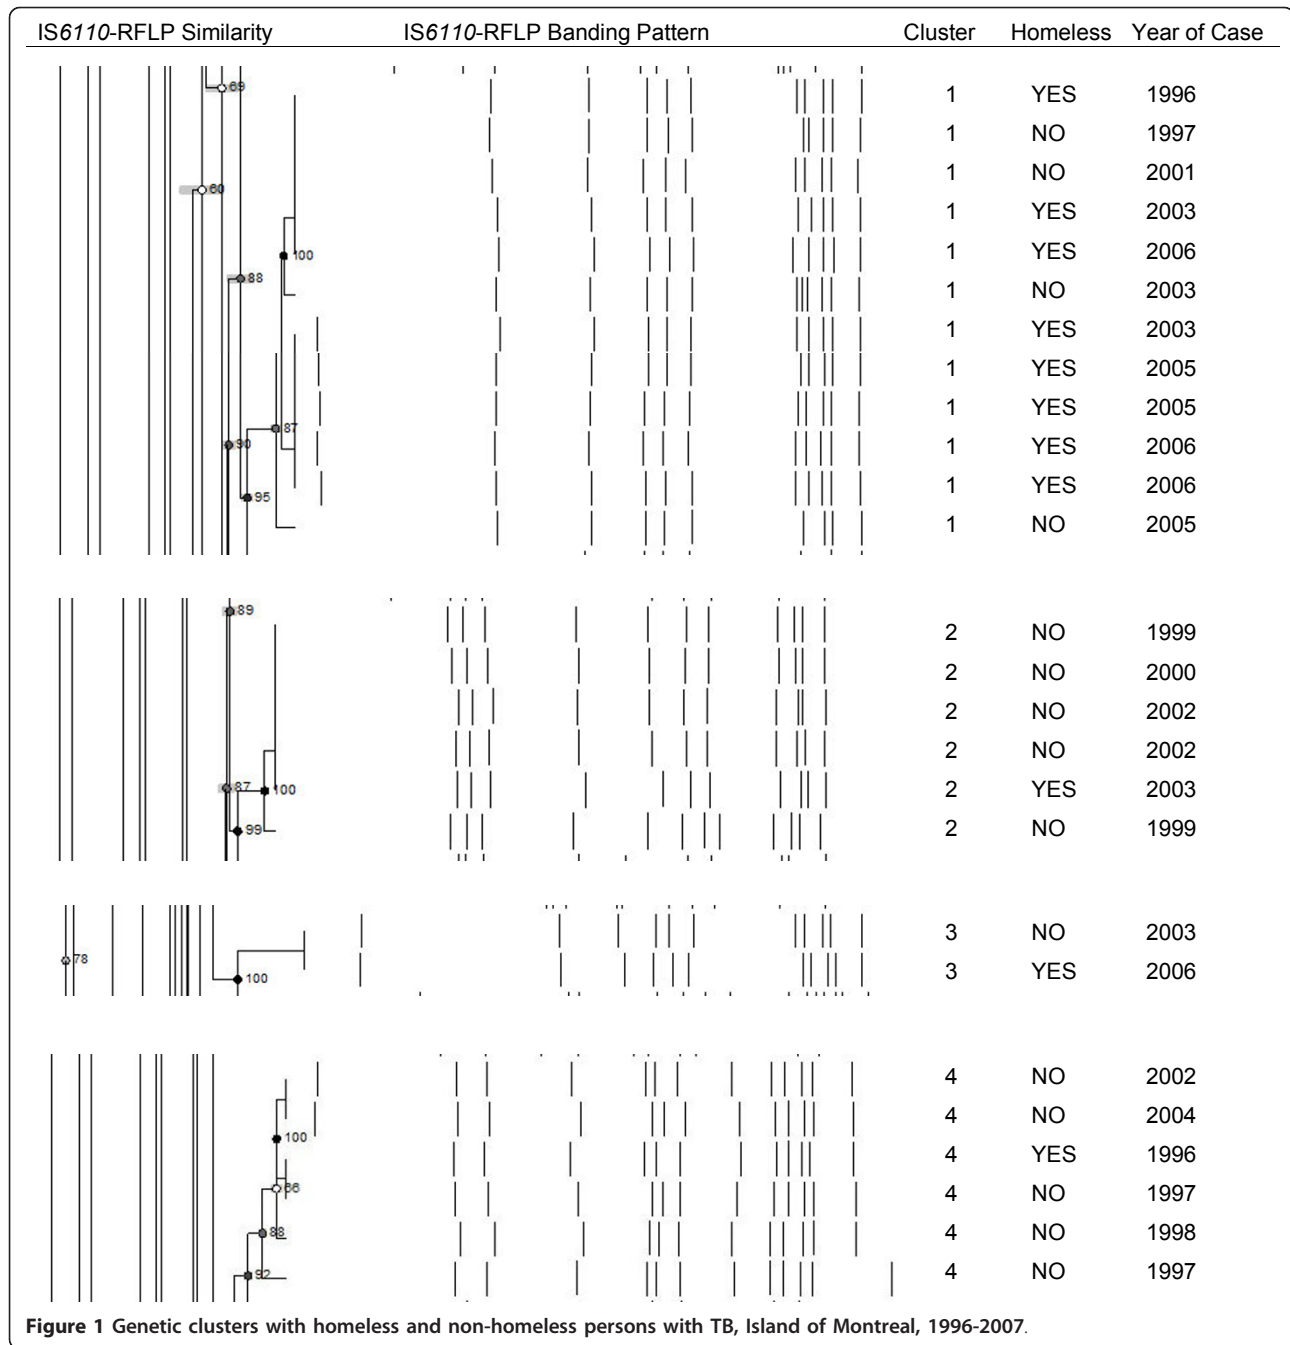 IS6110-RFLP Similarity IS6110-RFLP Banding Pattern Cluster Homeless Year of Case
69
1 YES 1996
1 NO 1997
1 NO 2001
60
1 YES 2003
100
1 YES 2006
88
1 NO 2003
1 YES 2003
1 YES 2005
1 YES 2005
87
90
1 YES 2006
95
1 YES 2006
1 NO 2005
89
2 NO 1999
2 NO 2000
2 NO 2002
2 NO 2002
87 100
2 YES 2003
99
2 NO 1999
3 NO 2003
78
3 YES 2006
100
4 NO 2002
4 NO 2004
100
4 YES 1996
66
4 NO 1997
88
4 NO 1998
92
4 NO 1997
Figure 1 Genetic clusters with homeless and non-homeless persons with TB, Island of Montreal, 1996-2007.